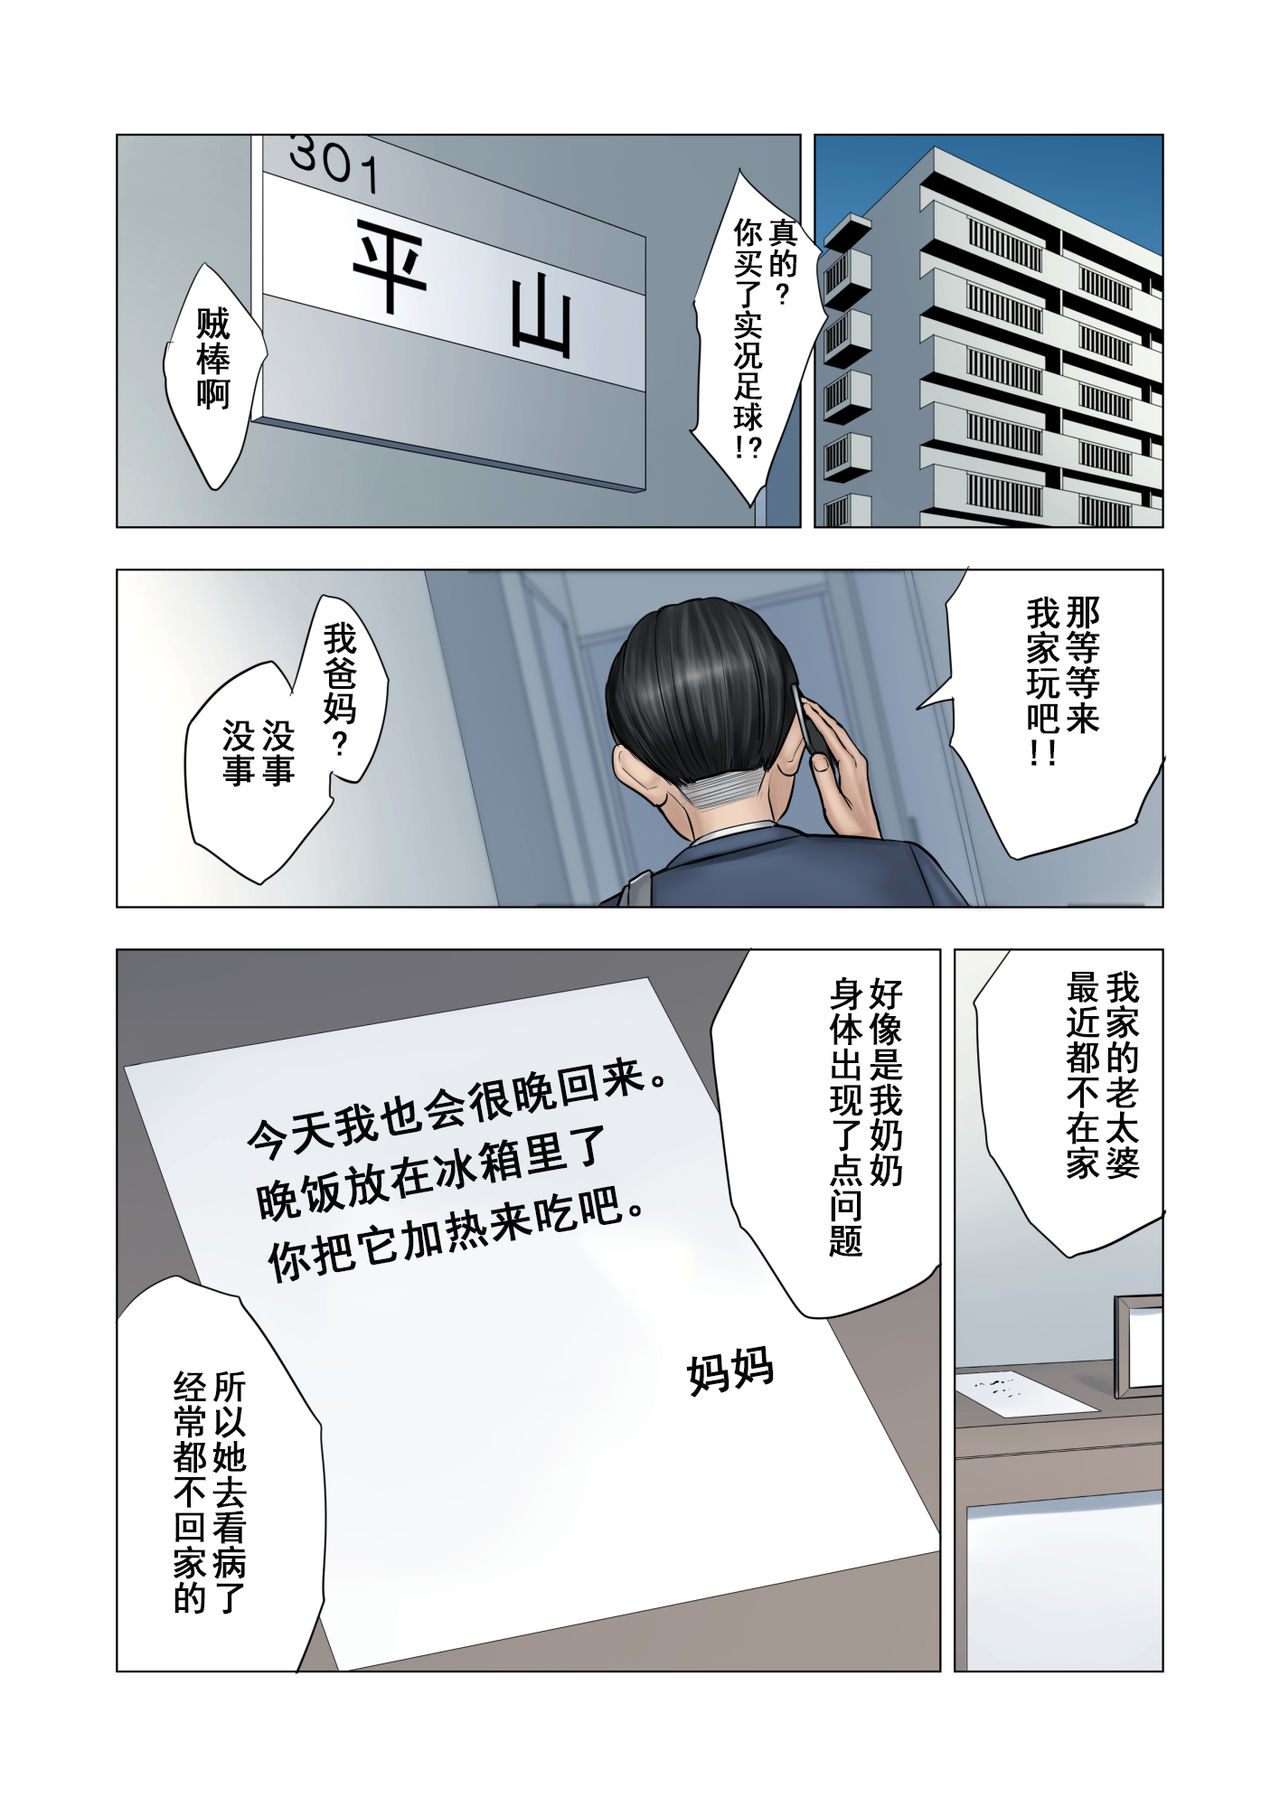 真的?
你买了实况足球!?
301
平山
贼棒啊
那等等来
我家玩吧!!
我爸妈?
没事
没事
我家的老太婆
最近都不在家
好像是我奶奶
身体出现了点问题
今天我也会很晚回来。
晚饭放在冰箱里了
你把它加热来吃吧。
妈妈
所以她去看病了
经常都不回家的